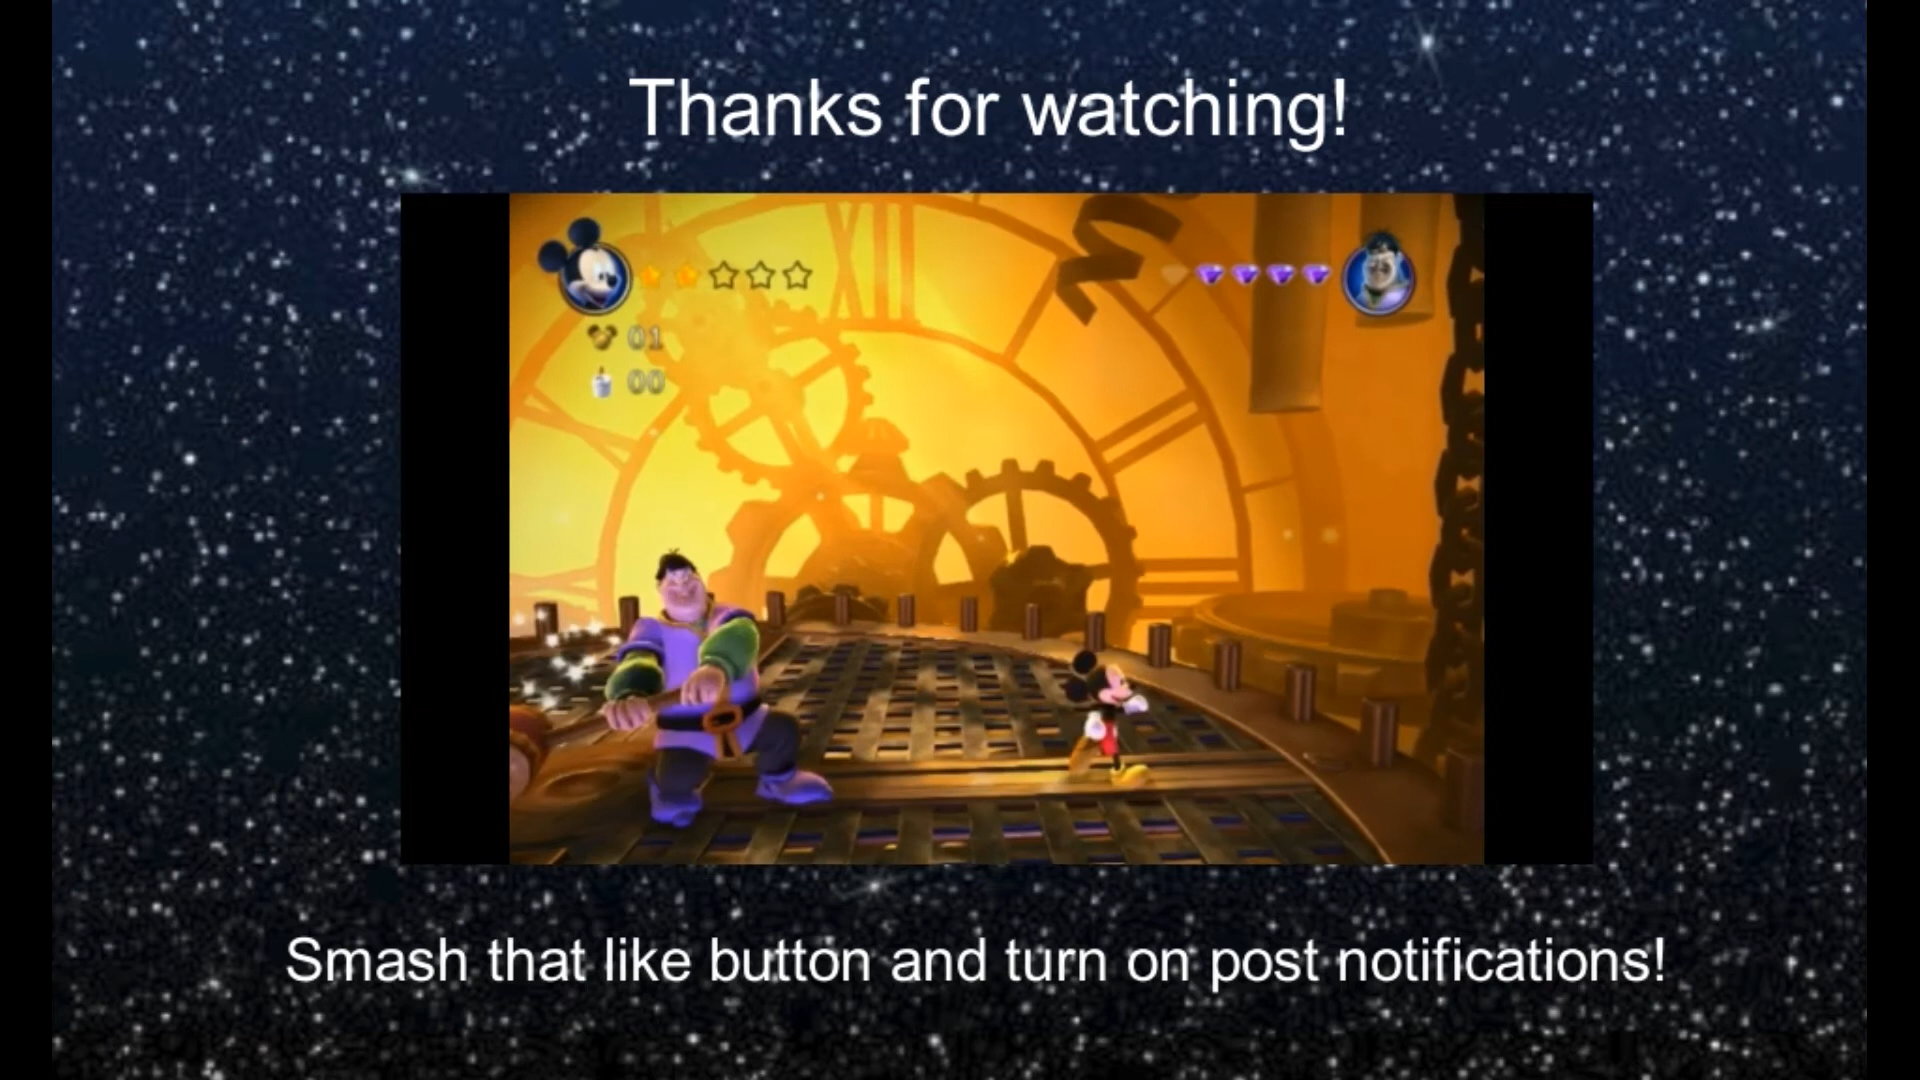 Thanks for watching!
01
00
Smash that like button and turn on post notifications!